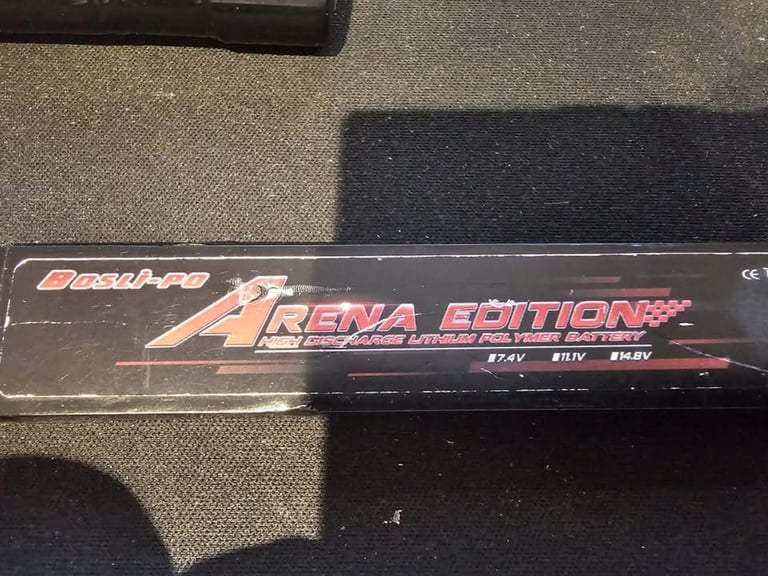 BOSLI-PO
ARENA EDITION
HIGH DISCHARGE LITHIUM POLYMER BATTERY
7.4V 11.1V 14.8V
CE